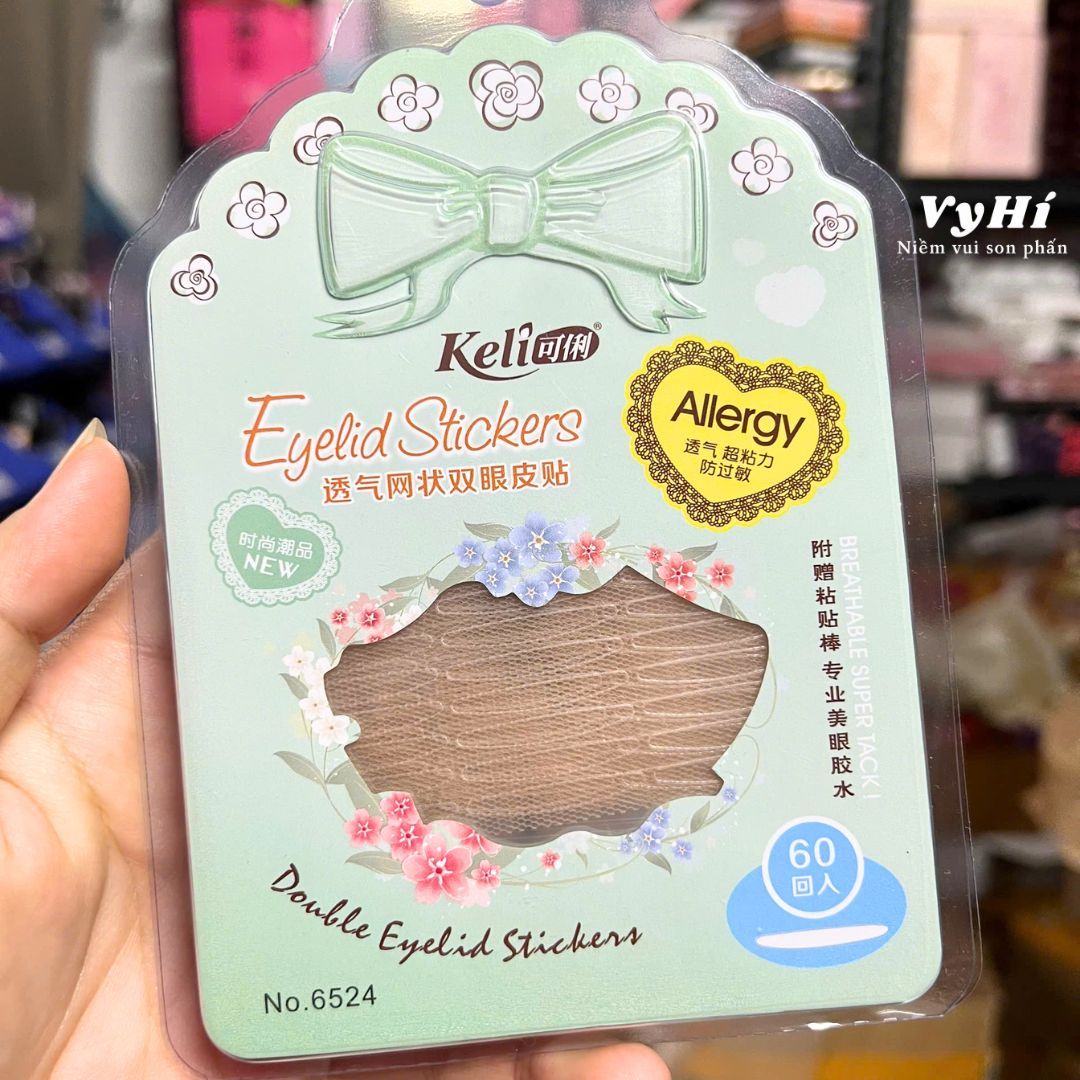 VyHí
Niềm vui son phấn
Keli可俐®
Eyelid Stickers
透气网状双眼皮贴
Allergy
透气 超粘力
防过敏
时尚潮品
NEW
附赠粘贴棒 专业美眼胶水
BREATHABLE SUPER TACK!
60
回入
Double Eyelid Stickers
No.6524